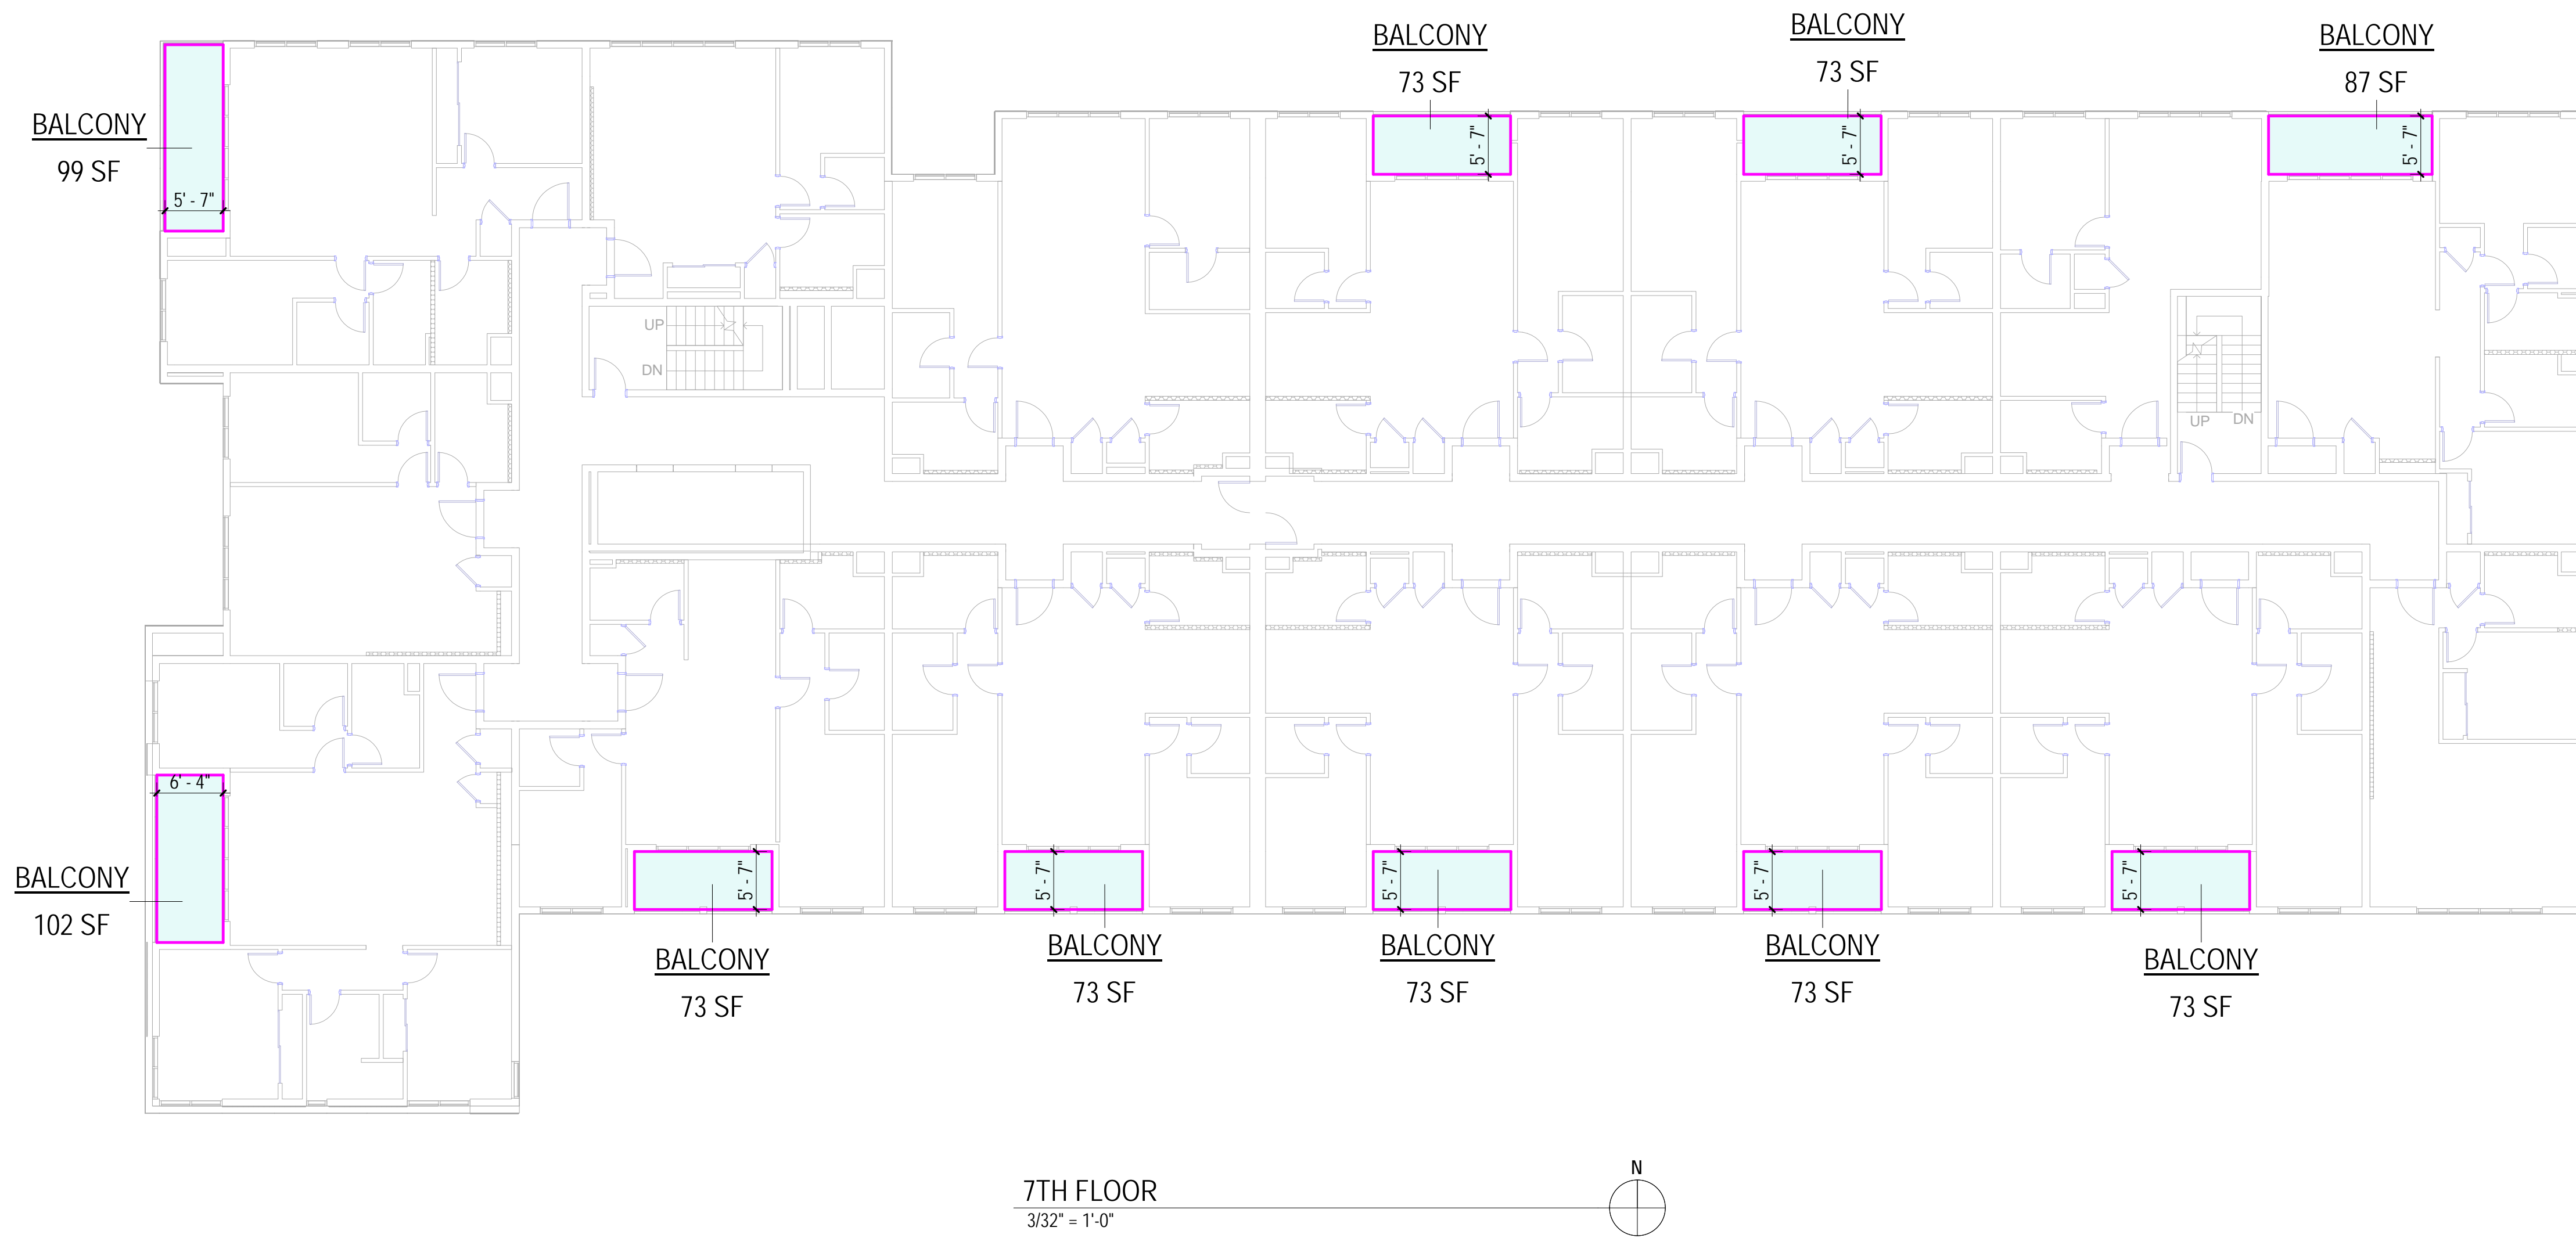 BALCONY
73 SF
BALCONY
73 SF
BALCONY
87 SF
BALCONY
99 SF
5' - 7"
5' - 7"
5' - 7"
5' - 7"
UP
DN
UP
DN
6' - 4"
BALCONY
102 SF
5' - 7"
5' - 7"
5' - 7"
5' - 7"
5' - 7"
BALCONY
73 SF
BALCONY
73 SF
BALCONY
73 SF
BALCONY
73 SF
BALCONY
73 SF
7TH FLOOR
3/32" = 1'-0"
N